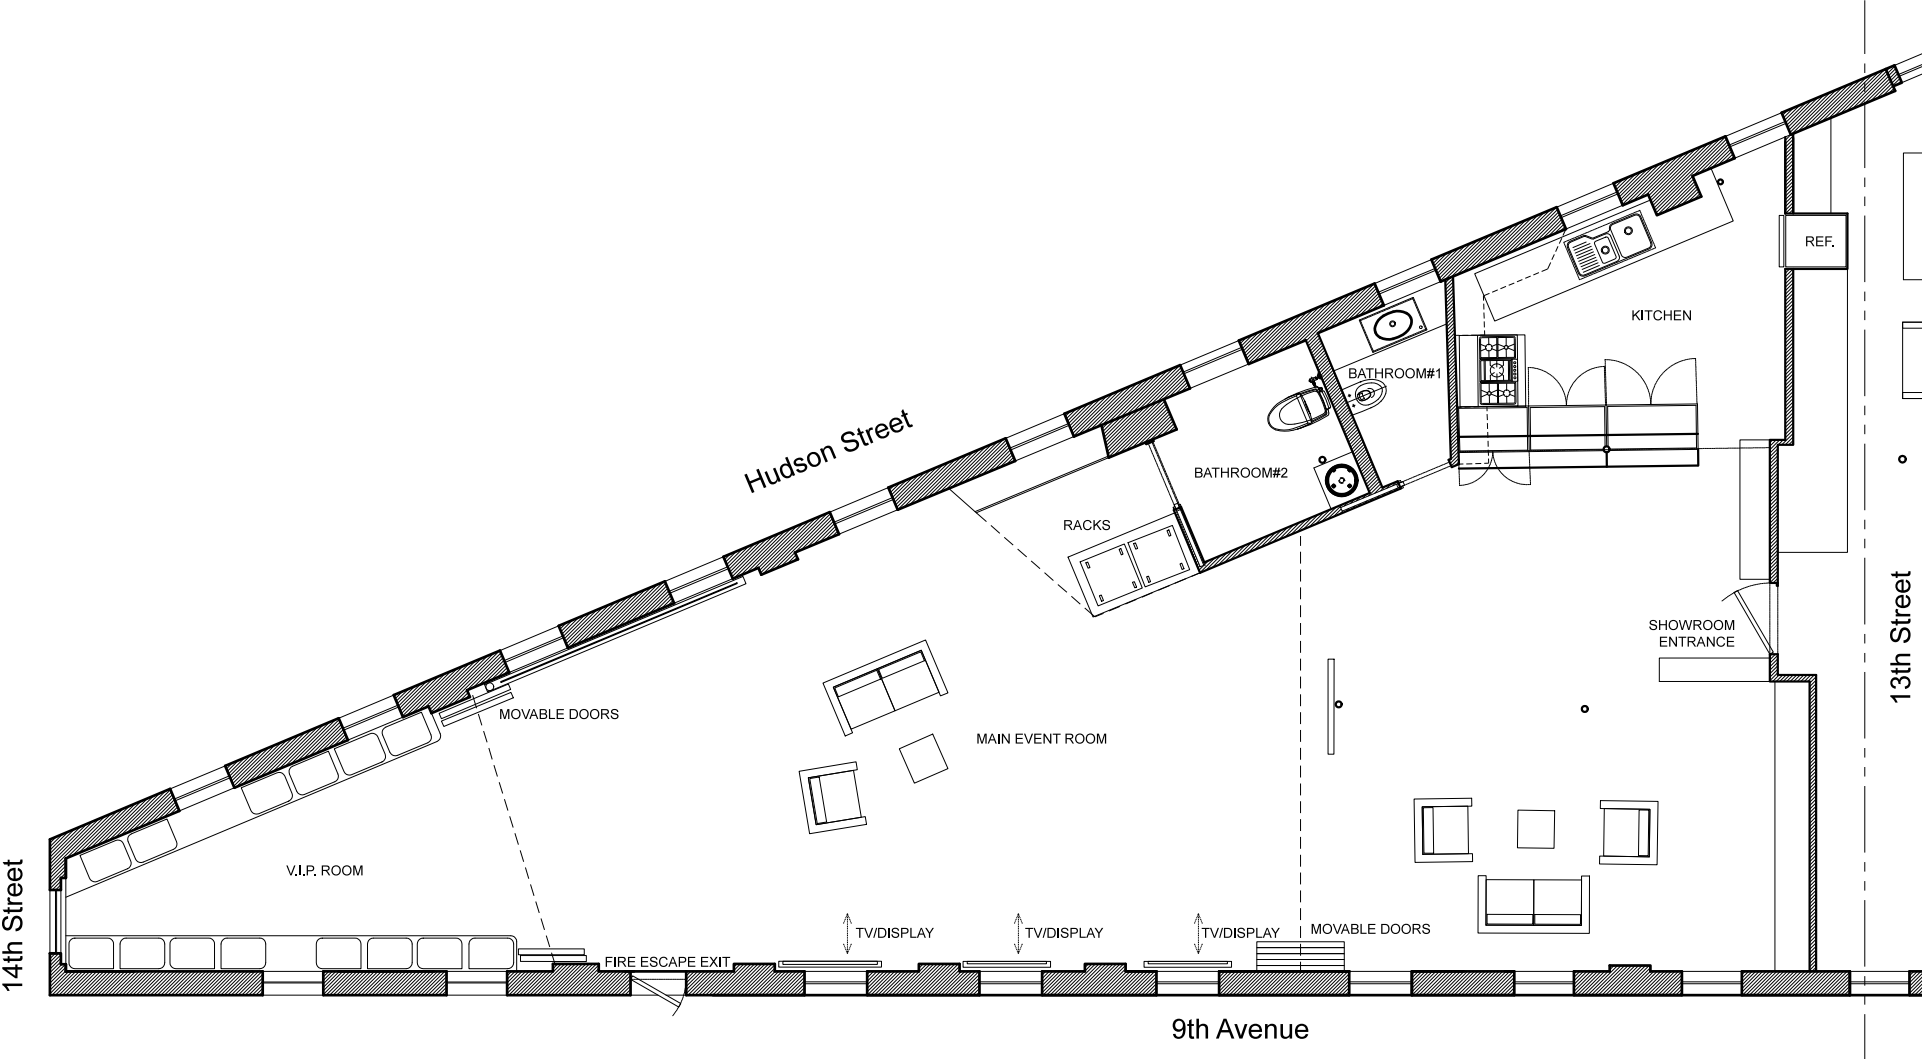 REF.
KITCHEN
BATHROOM#1
Hudson Street
BATHROOM#2
RACKS
13th Street
SHOWROOM
ENTRANCE
MOVABLE DOORS
MAIN EVENT ROOM
V.I.P. ROOM
14th Street
TV/DISPLAY
TV/DISPLAY
TV/DISPLAY
MOVABLE DOORS
FIRE ESCAPE EXIT
9th Avenue